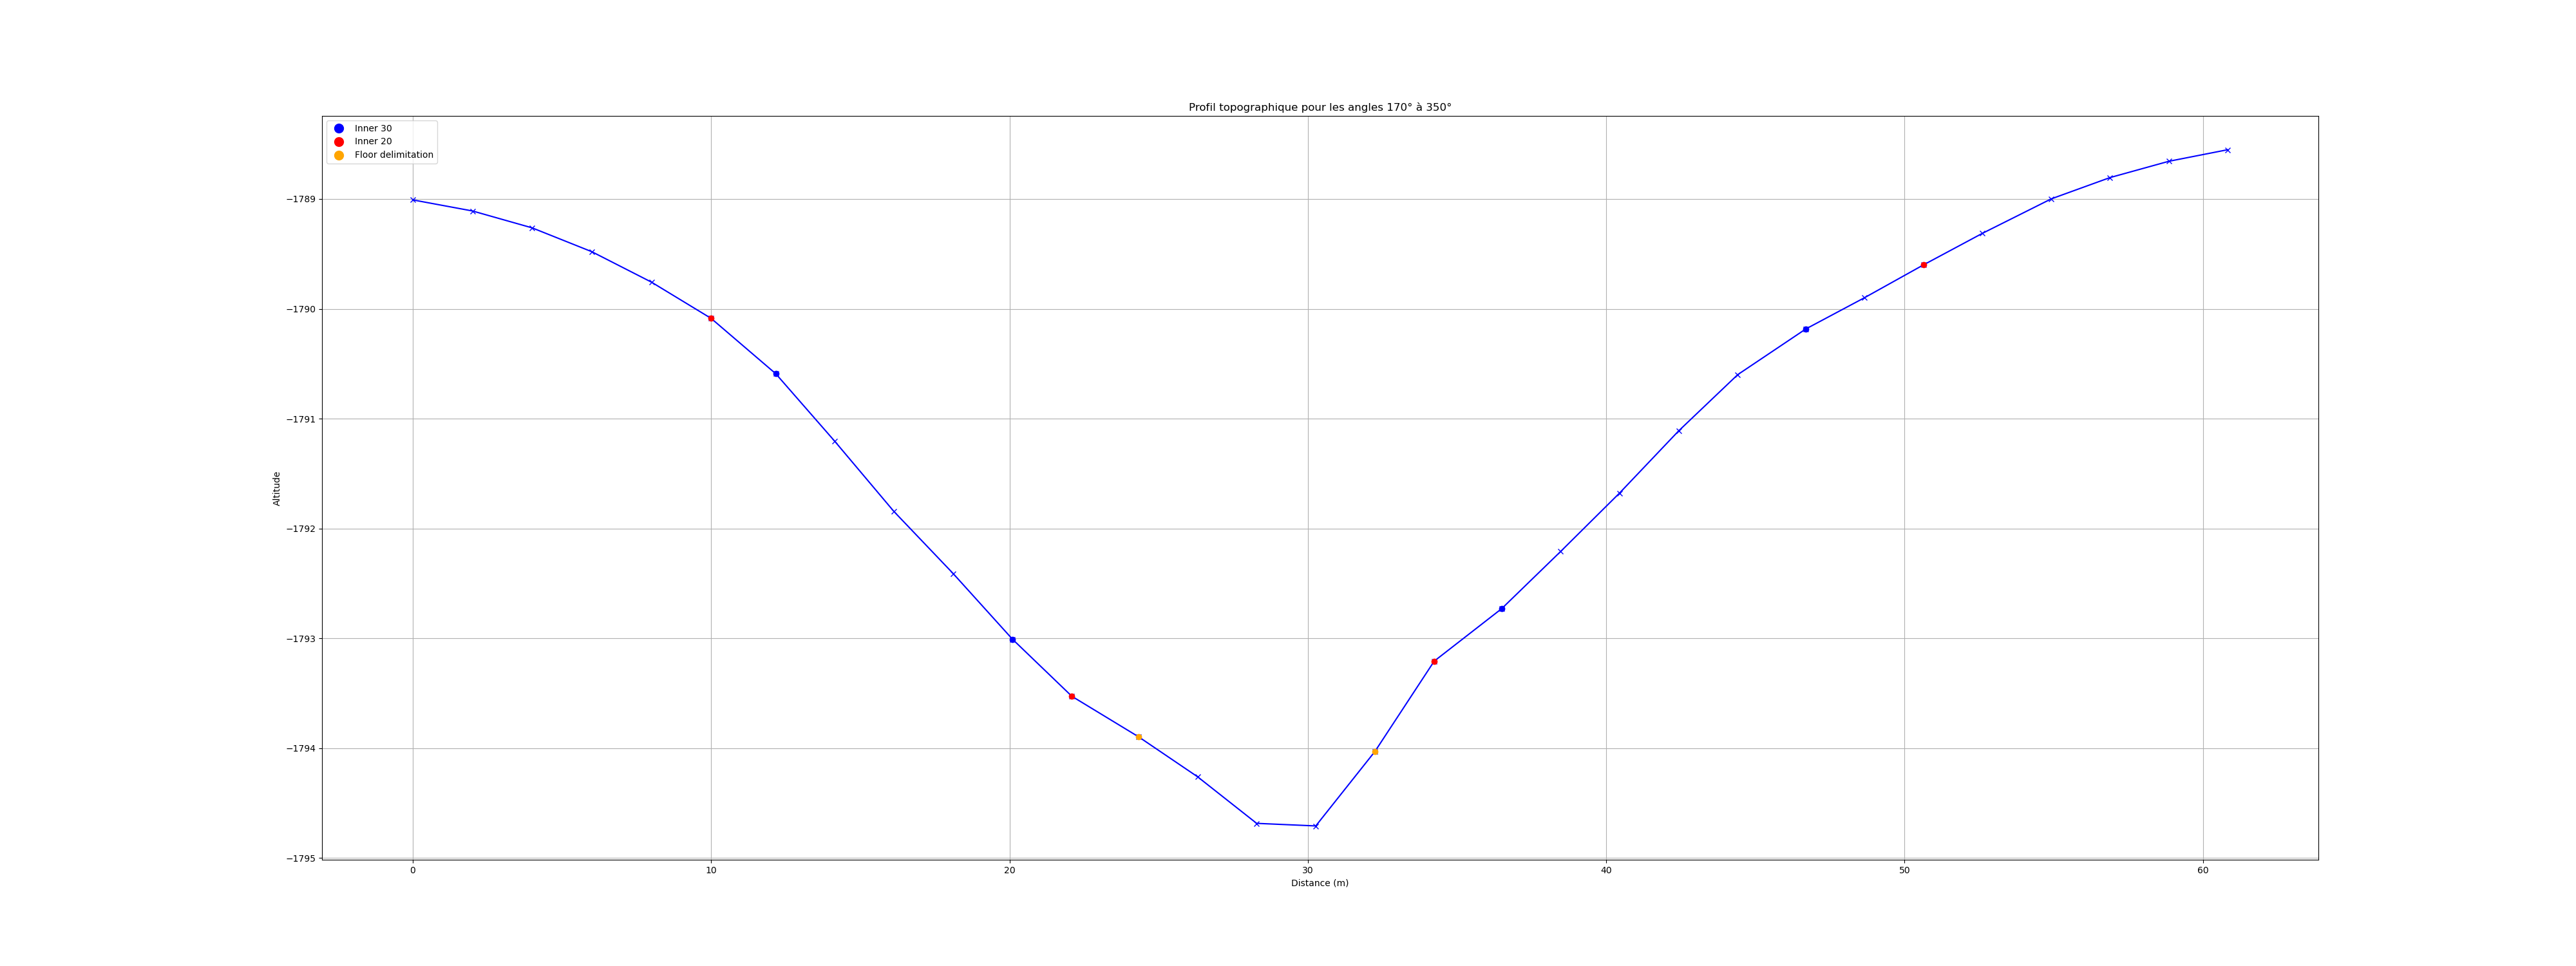 Profil topographique pour les angles 170° à 350°
Inner 30
Inner 20
Floor delimitation
−1789
−1790
−1791
−1792
−1793
−1794
−1795
Altitude
0 10 20 30 40 50 60
Distance (m)